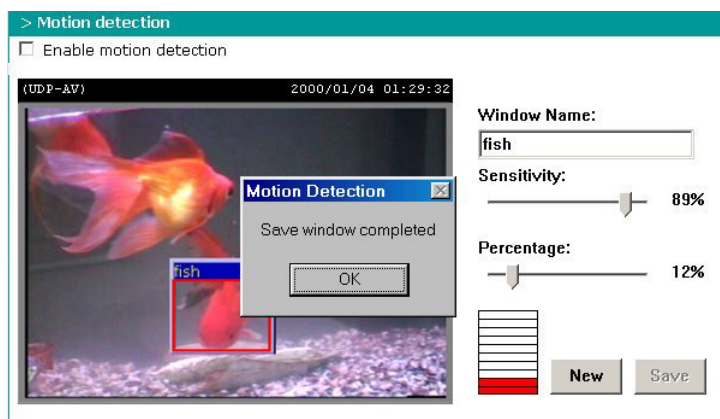 > Motion detection
Enable motion detection
(UDP-AV) 2000/01/04 01:29:32
Window Name:
fish
Sensitivity:
89%
Percentage:
12%
Motion Detection
Save window completed
OK
fish
New Save